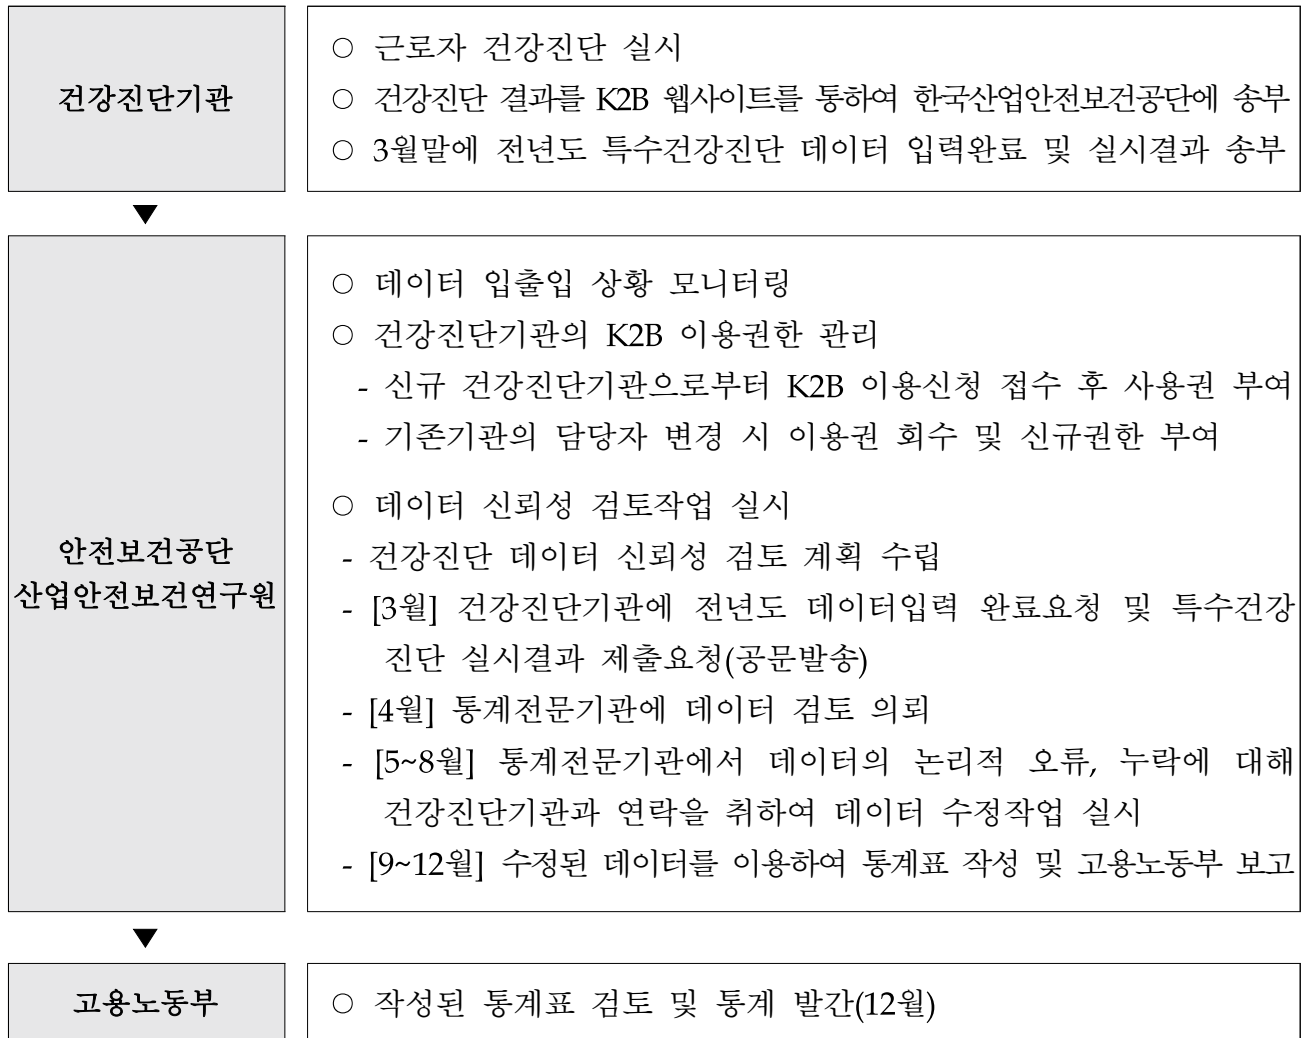 건강진단기관
○ 근로자 건강진단 실시
○ 건강진단 결과를 K2B 웹사이트를 통하여 한국산업안전보건공단에 송부
○ 3월말에 전년도 특수건강진단 데이터 입력완료 및 실시결과 송부
▼
안전보건공단
산업안전보건연구원
○ 데이터 입출입 상황 모니터링
○ 건강진단기관의 K2B 이용권한 관리
- 신규 건강진단기관으로부터 K2B 이용신청 접수 후 사용권 부여
- 기존기관의 담당자 변경 시 이용권 회수 및 신규권한 부여
○ 데이터 신뢰성 검토작업 실시
- 건강진단 데이터 신뢰성 검토 계획 수립
- [3월] 건강진단기관에 전년도 데이터입력 완료요청 및 특수건강
진단 실시결과 제출요청(공문발송)
- [4월] 통계전문기관에 데이터 검토 의뢰
- [5~8월] 통계전문기관에서 데이터의 논리적 오류, 누락에 대해
건강진단기관과 연락을 취하여 데이터 수정작업 실시
- [9~12월] 수정된 데이터를 이용하여 통계표 작성 및 고용노동부 보고
▼
고용노동부
○ 작성된 통계표 검토 및 통계 발간(12월)